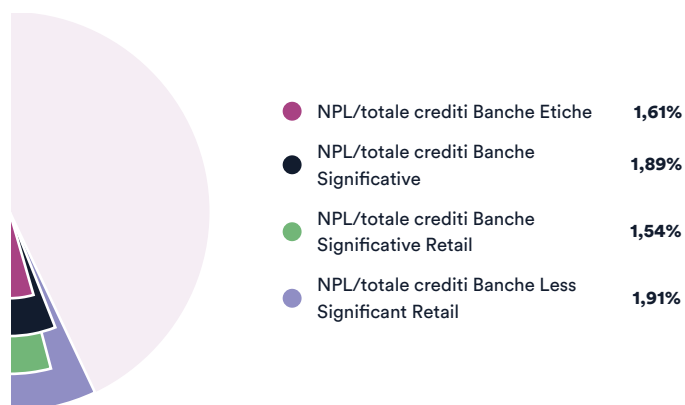 NPL/totale crediti Banche Etiche 1,61%
NPL/totale crediti Banche
Significative 1,89%
NPL/totale crediti Banche
Significative Retail 1,54%
NPL/totale crediti Banche Less
Significant Retail 1,91%